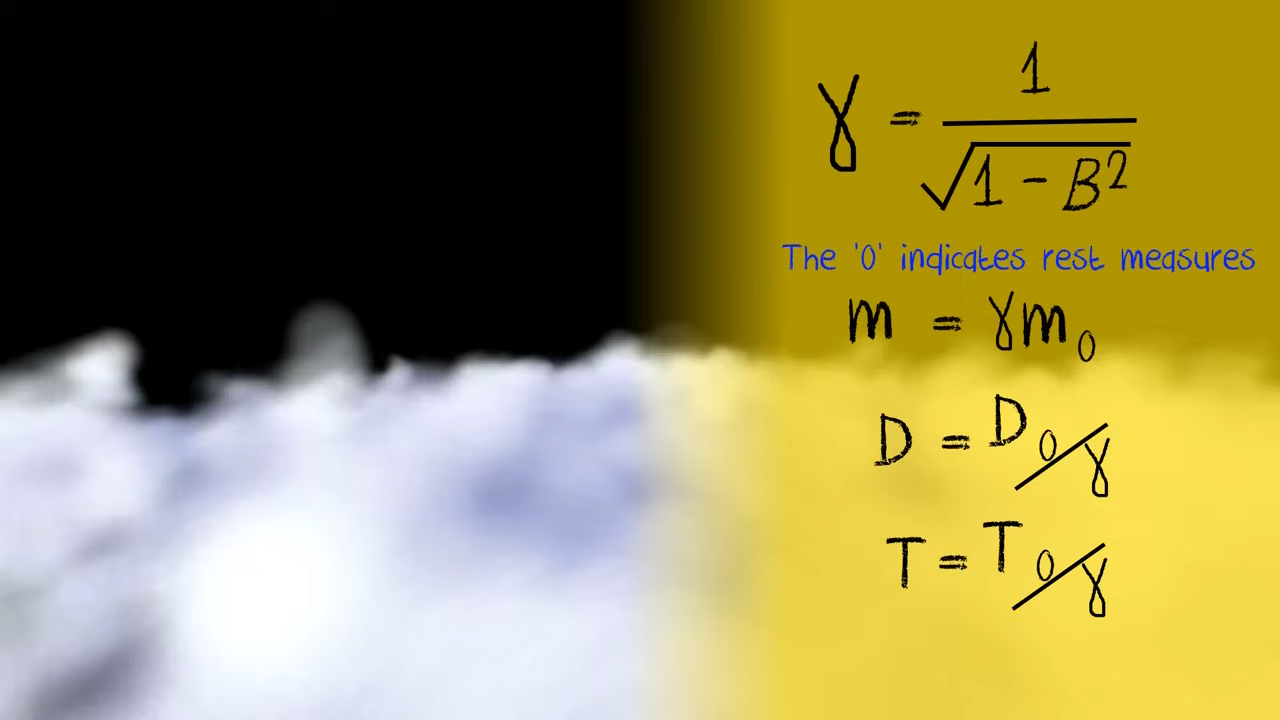 γ = 1 / √(1 - B²)
The '0' indicates rest measures
m = γm₀
D = D₀/γ
T = T₀/γ